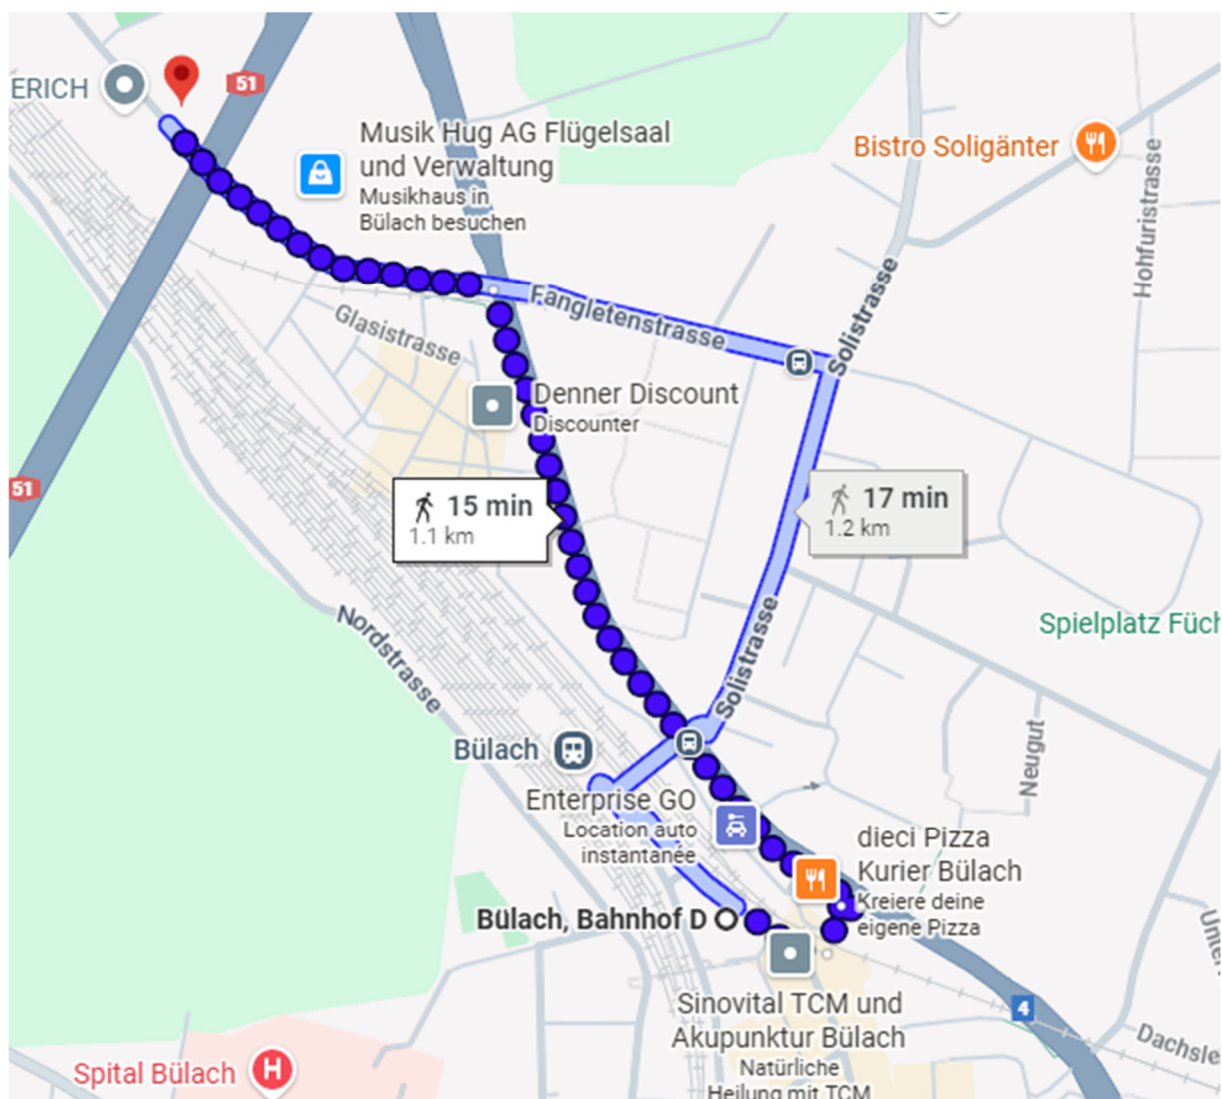 51
ERICH
Musik Hug AG Flügelsaal
und Verwaltung
Musikhaus in
Bülach besuchen
Bistro Soligänter
Hohfuristrasse
Solistrasse
Fangletenstrasse
Glasistrasse
Denner Discount
Discounter
51
15 min
1.1 km
17 min
1.2 km
Nordstrasse
Solistrasse
Spielplatz Füch
Neugut
Bülach
Enterprise GO
Location auto
instantanée
dieci Pizza
Kurier Bülach
Kreiere deine
eigene Pizza
Bülach, Bahnhof D
Sinovital TCM und
Akupunktur Bülach
Natürliche
Heilung mit TCM
4
Dachsle
Spital Bülach
H